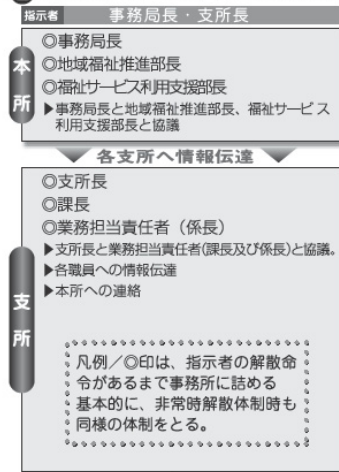 指示者 事務局長・支所長
本所
◎事務局長
◎地域福祉推進部長
◎福祉サービス利用支援部長
▶事務局長と地域福祉推進部長、福祉サービス
利用支援部長と協議
各支所へ情報伝達
支所
◎支所長
◎課長
◎業務担当責任者（係長）
▶支所長と業務担当責任者(課長及び係長)と協議。
▶各職員への情報伝達
▶本所への連絡
凡例／◎印は、指示者の解散命
令があるまで事務所に詰める
基本的に、非常時解散体制時も
同様の体制をとる。